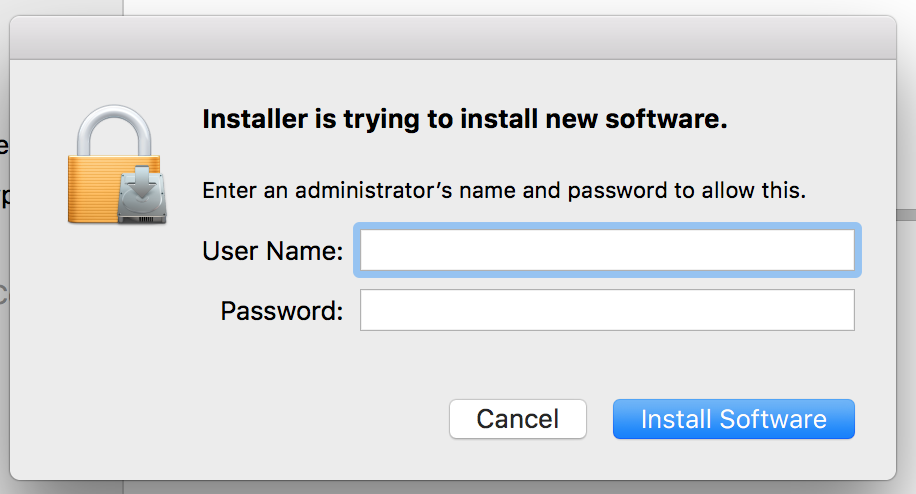 Installer is trying to install new software.
Enter an administrator’s name and password to allow this.
User Name:
Password:
Cancel
Install Software